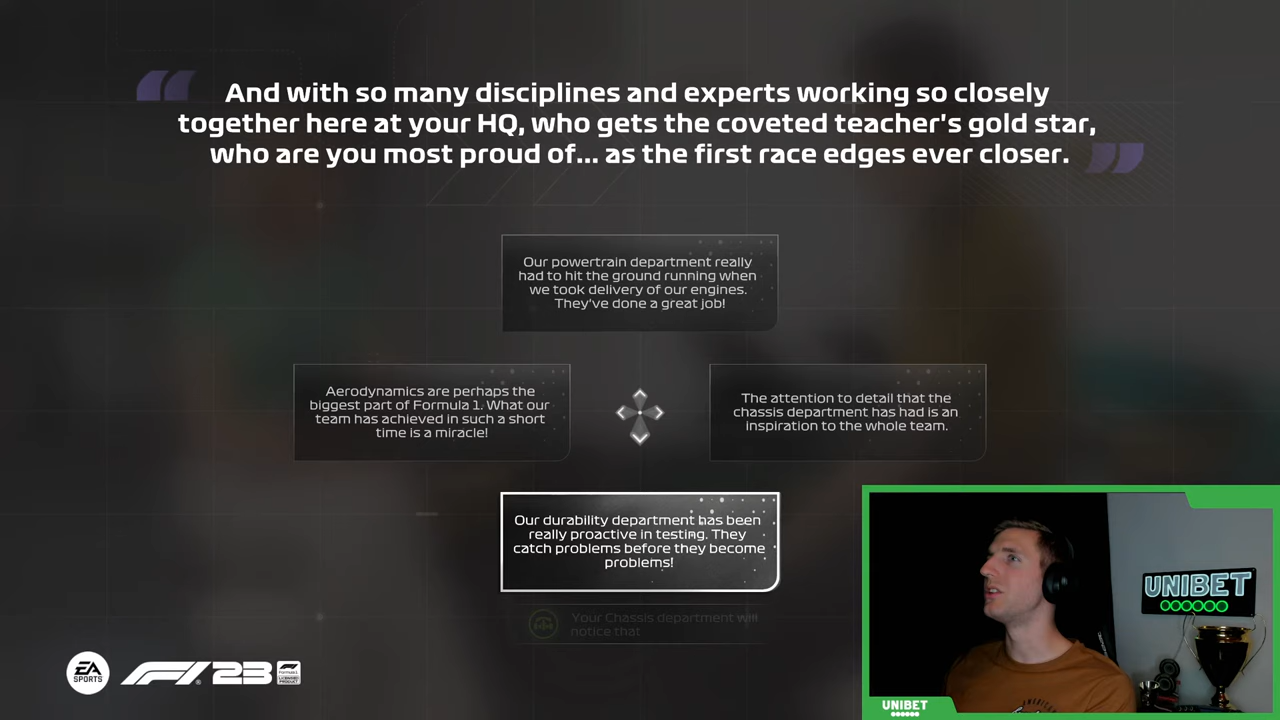 And with so many disciplines and experts working so closely
together here at your HQ, who gets the coveted teacher's gold star,
who are you most proud of... as the first race edges ever closer.
Our powertrain department really
had to hit the ground running when
we took delivery of our engines.
They've done a great job!
Aerodynamics are perhaps the
biggest part of Formula 1. What our
team has achieved in such a short
time is a miracle!
The attention to detail that the
chassis department has had is an
inspiration to the whole team.
Our durability department has been
really proactive in testing. They
catch problems before they become
problems!
Your Chassis department will
notice that
UNIBET
EA
SPORTS
F1 23
UNIBET